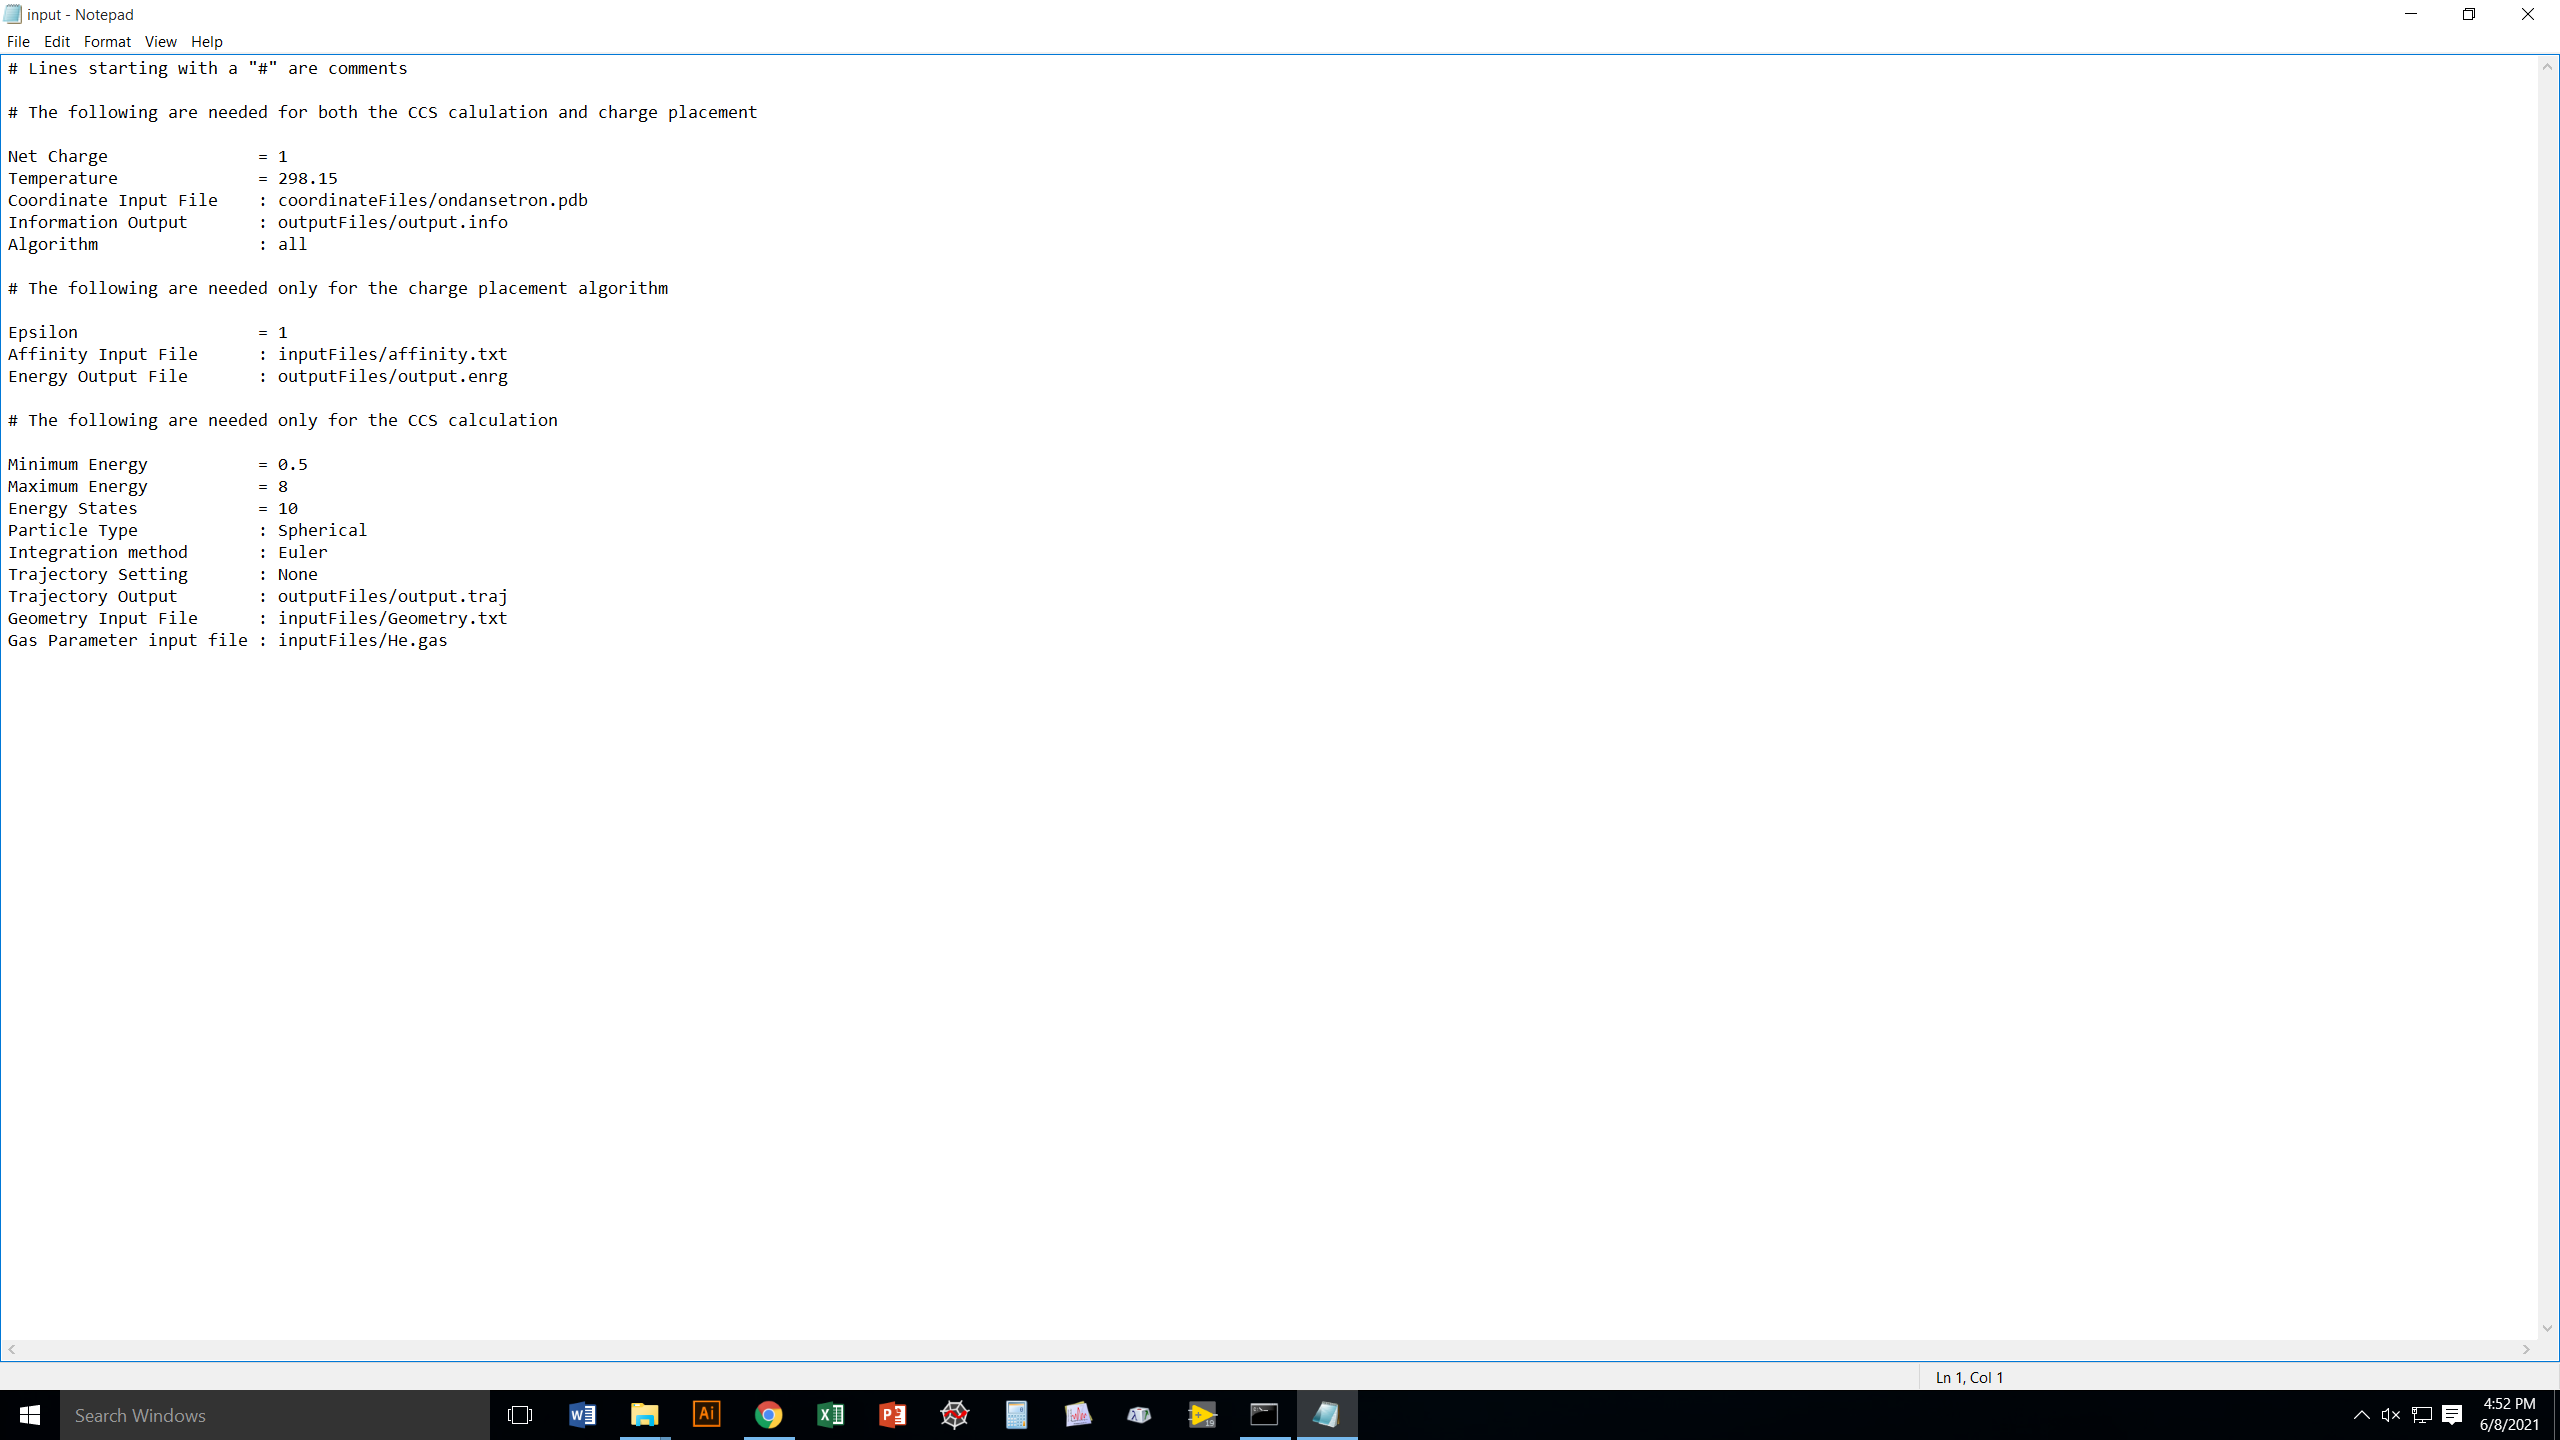 input - Notepad
File Edit Format View Help
# Lines starting with a "#" are comments
# The following are needed for both the CCS calulation and charge placement
Net Charge = 1
Temperature = 298.15
Coordinate Input File : coordinateFiles/ondansetron.pdb
Information Output : outputFiles/output.info
Algorithm : all
# The following are needed only for the charge placement algorithm
Epsilon = 1
Affinity Input File : inputFiles/affinity.txt
Energy Output File : outputFiles/output.enrg
# The following are needed only for the CCS calculation
Minimum Energy = 0.5
Maximum Energy = 8
Energy States = 10
Particle Type : Spherical
Integration method : Euler
Trajectory Setting : None
Trajectory Output : outputFiles/output.traj
Geometry Input File : inputFiles/Geometry.txt
Gas Parameter input file : inputFiles/He.gas
Ln 1, Col 1
Search Windows
Ai
19
4:52 PM
6/8/2021